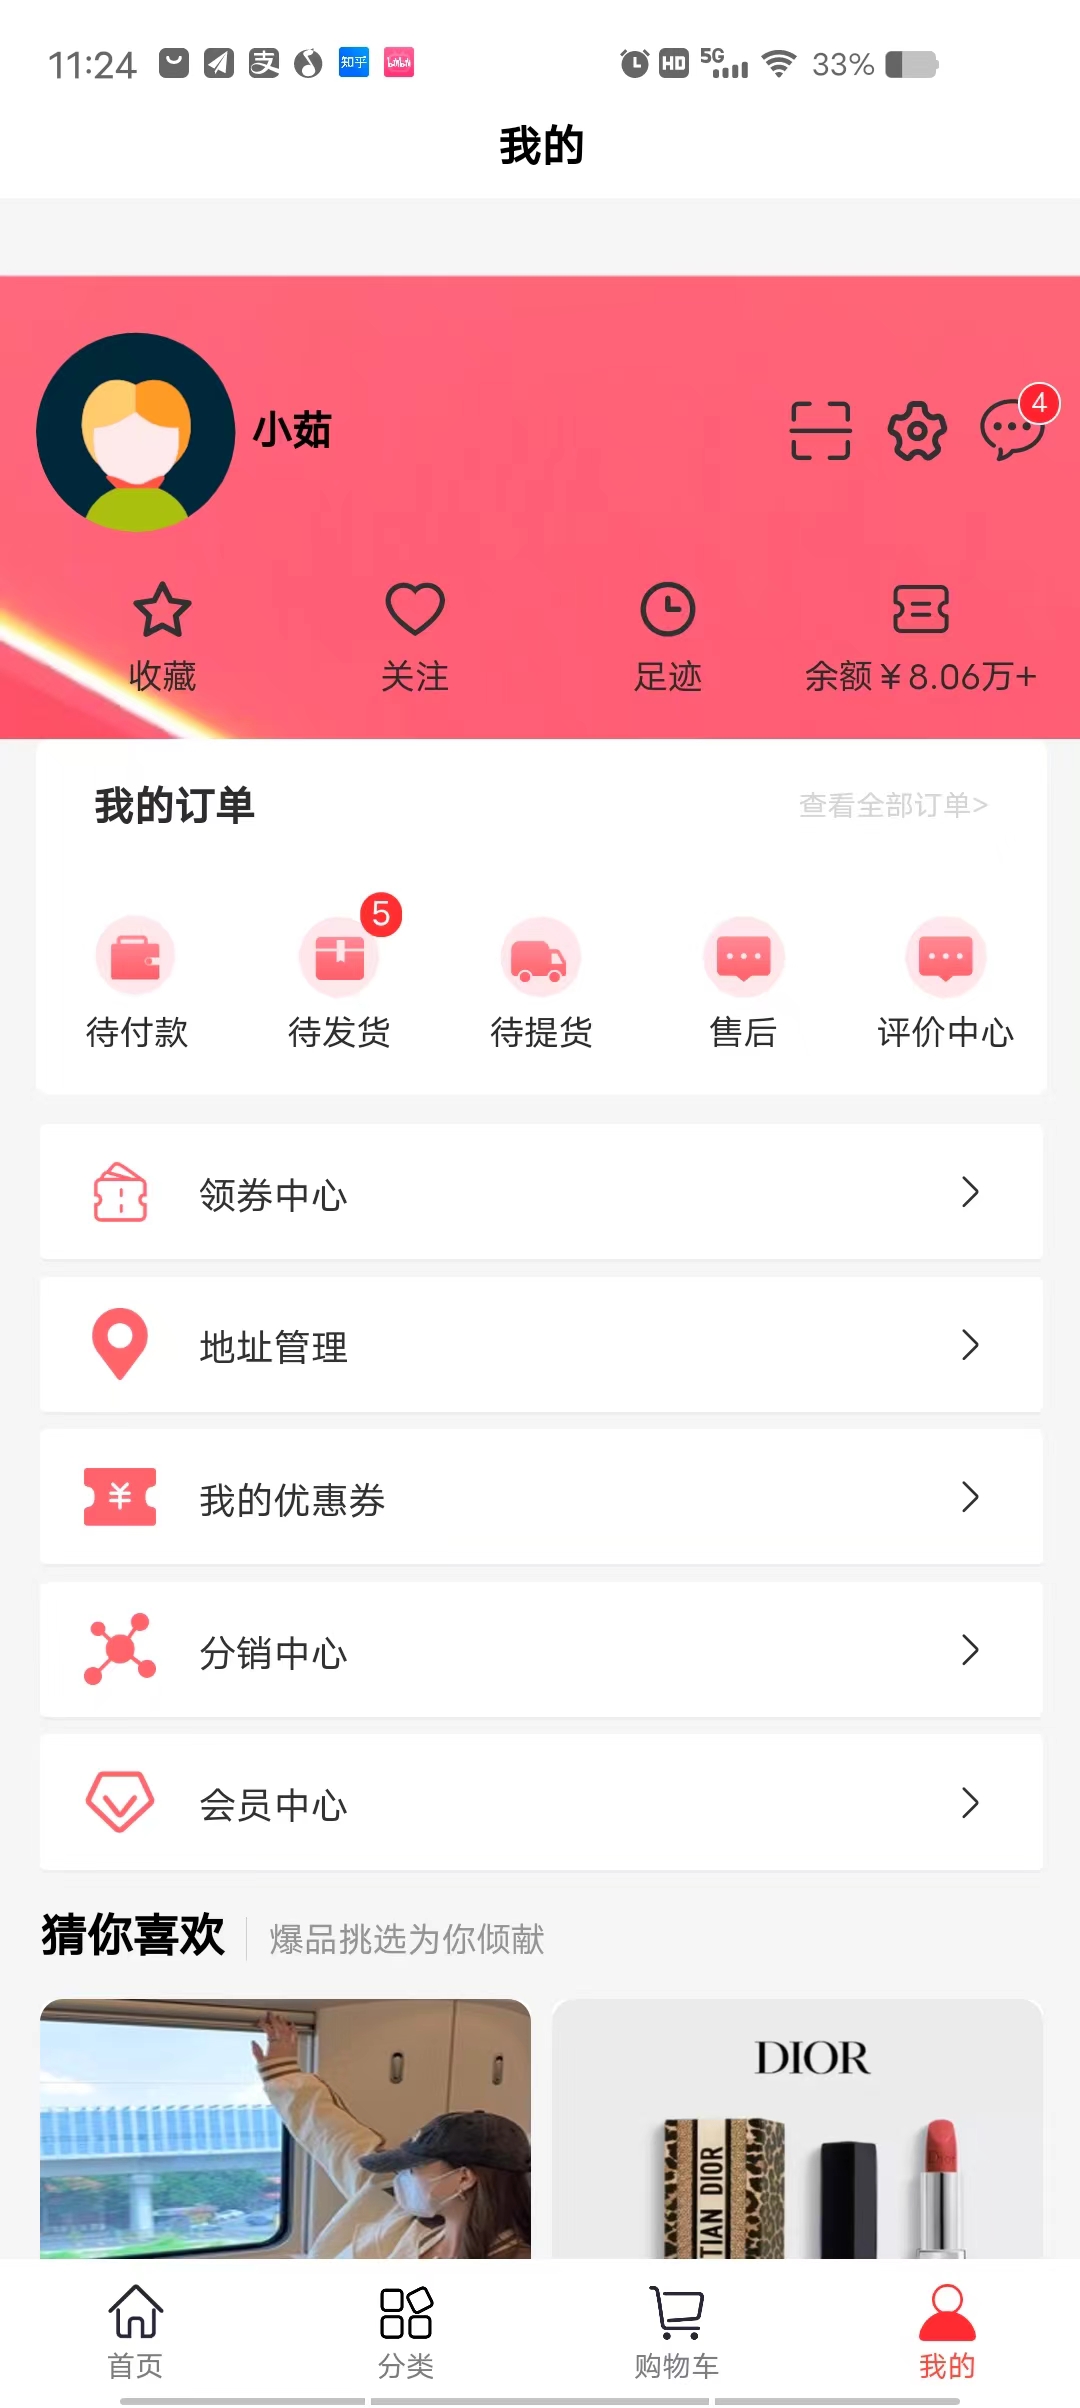 11:24 支 知乎 HD 5G 33%
我的
小茹
4
收藏 关注 足迹 余额￥8.06万+
我的订单 查看全部订单>
5
待付款 待发货 待提货 售后 评价中心
领券中心
地址管理
¥ 我的优惠券
分销中心
会员中心
猜你喜欢 爆品挑选为你倾献
DIOR
TIAN DIOR
首页 分类 购物车 我的